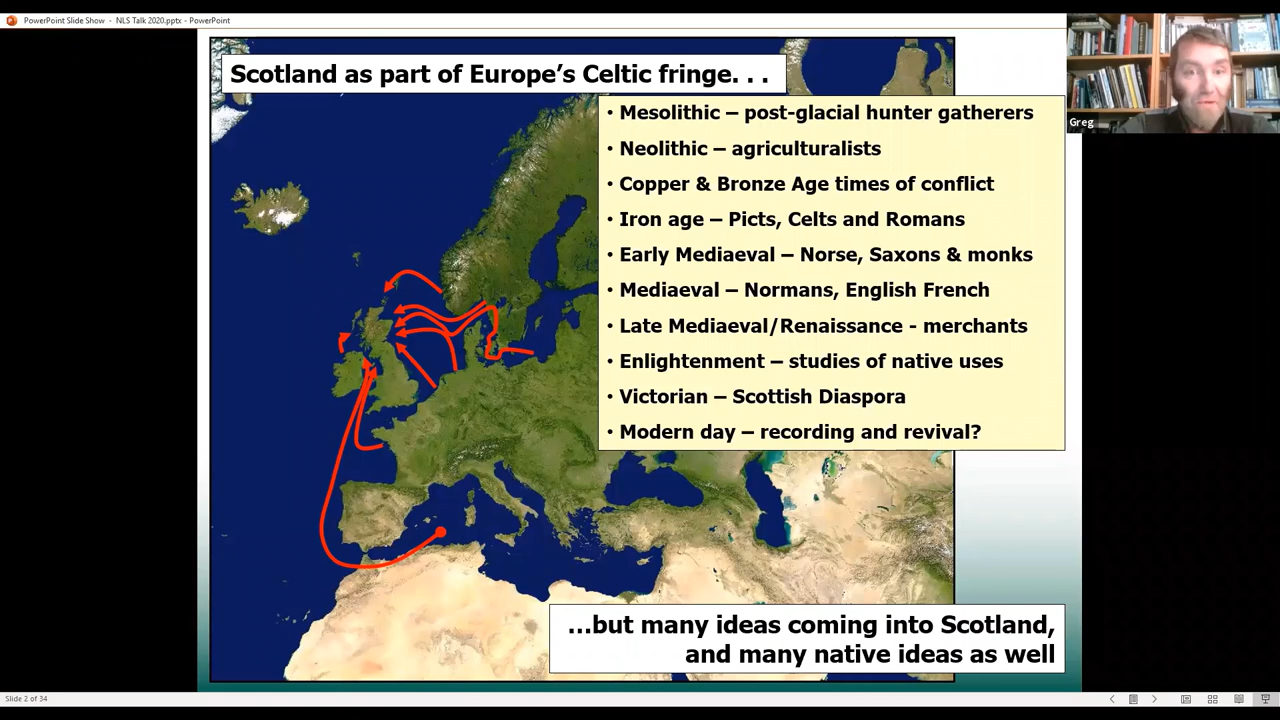 PowerPoint Slide Show - NLS Talk 2020.pptx - PowerPoint
Scotland as part of Europe’s Celtic fringe. . .
• Mesolithic – post-glacial hunter gatherers
• Neolithic – agriculturalists
• Copper & Bronze Age times of conflict
• Iron age – Picts, Celts and Romans
• Early Mediaeval – Norse, Saxons & monks
• Mediaeval – Normans, English French
• Late Mediaeval/Renaissance - merchants
• Enlightenment – studies of native uses
• Victorian – Scottish Diaspora
• Modern day – recording and revival?
Greg
...but many ideas coming into Scotland,
and many native ideas as well
Slide 2 of 34